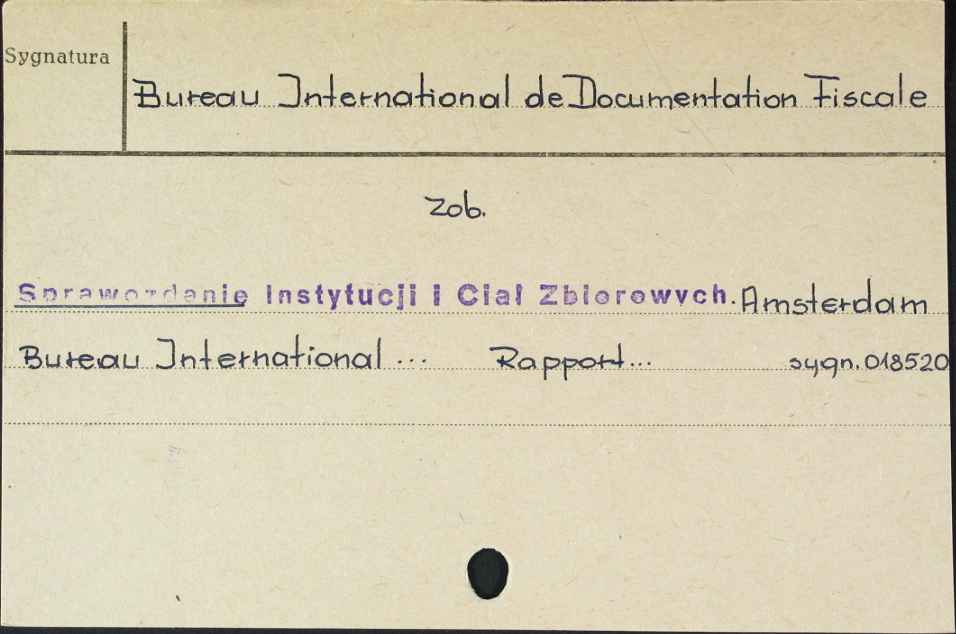 Sygnatura
Bureau International de Documentation Fiscale
Zob.
Sprawozdanie Instytucji i Ciał Zbiorowych. Amsterdam
Bureau International ... Rapport... sygn. 018520